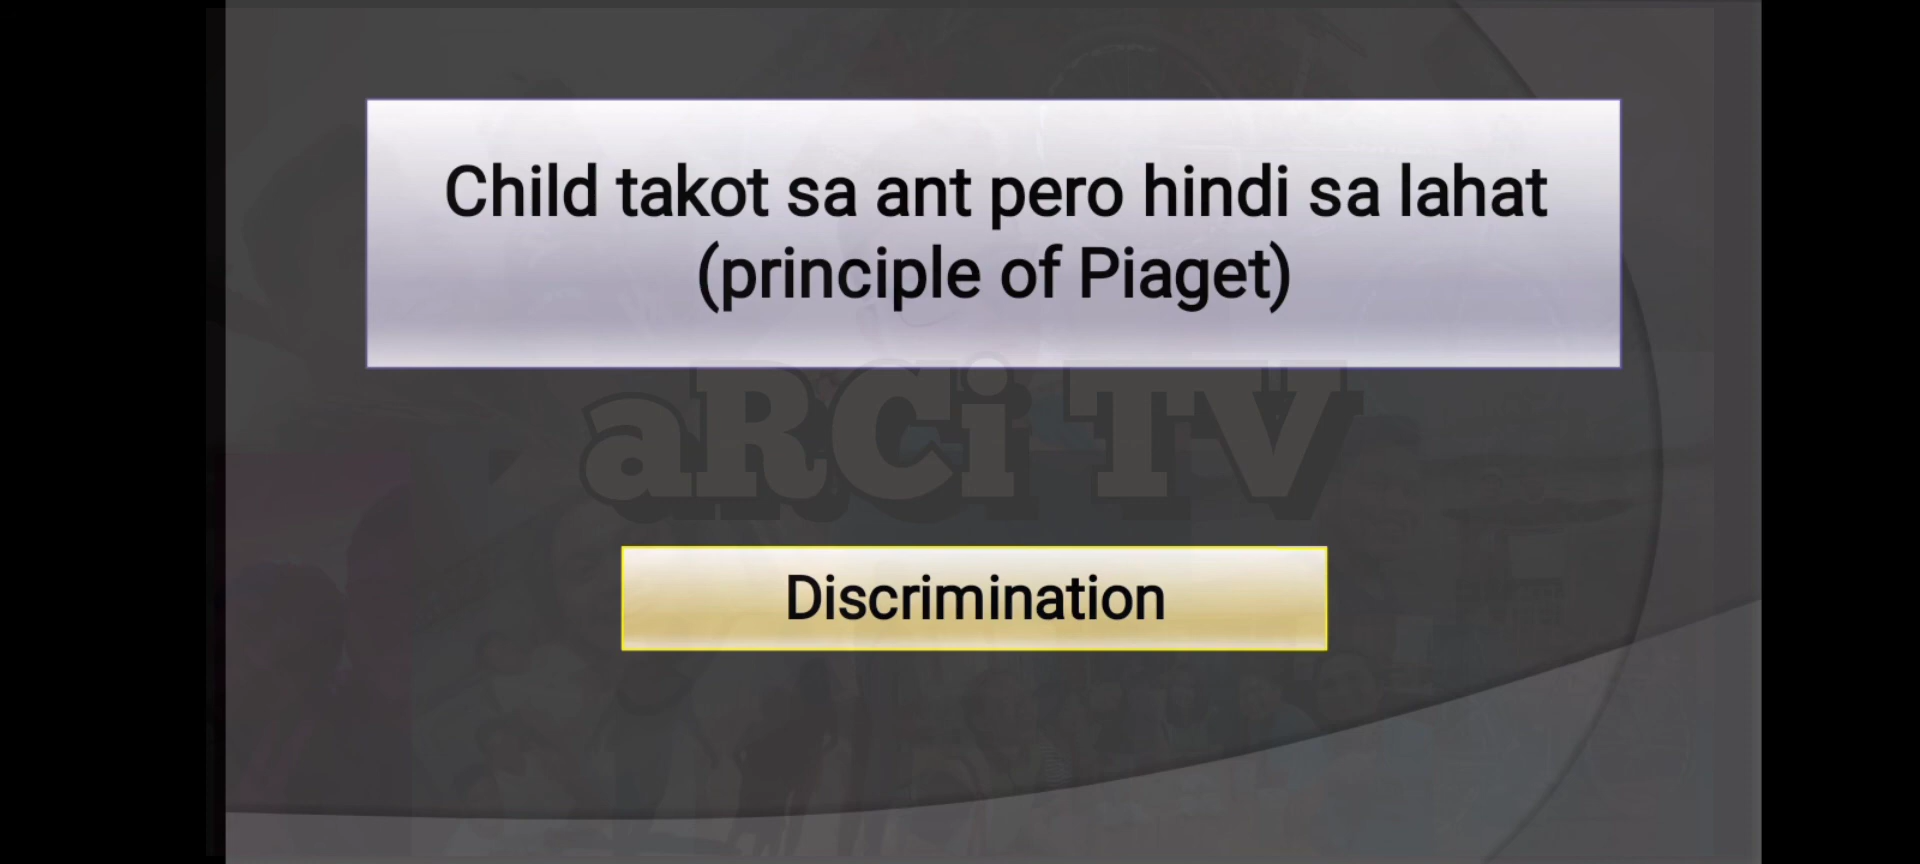 Child takot sa ant pero hindi sa lahat
(principle of Piaget)
aRCi TV
Discrimination